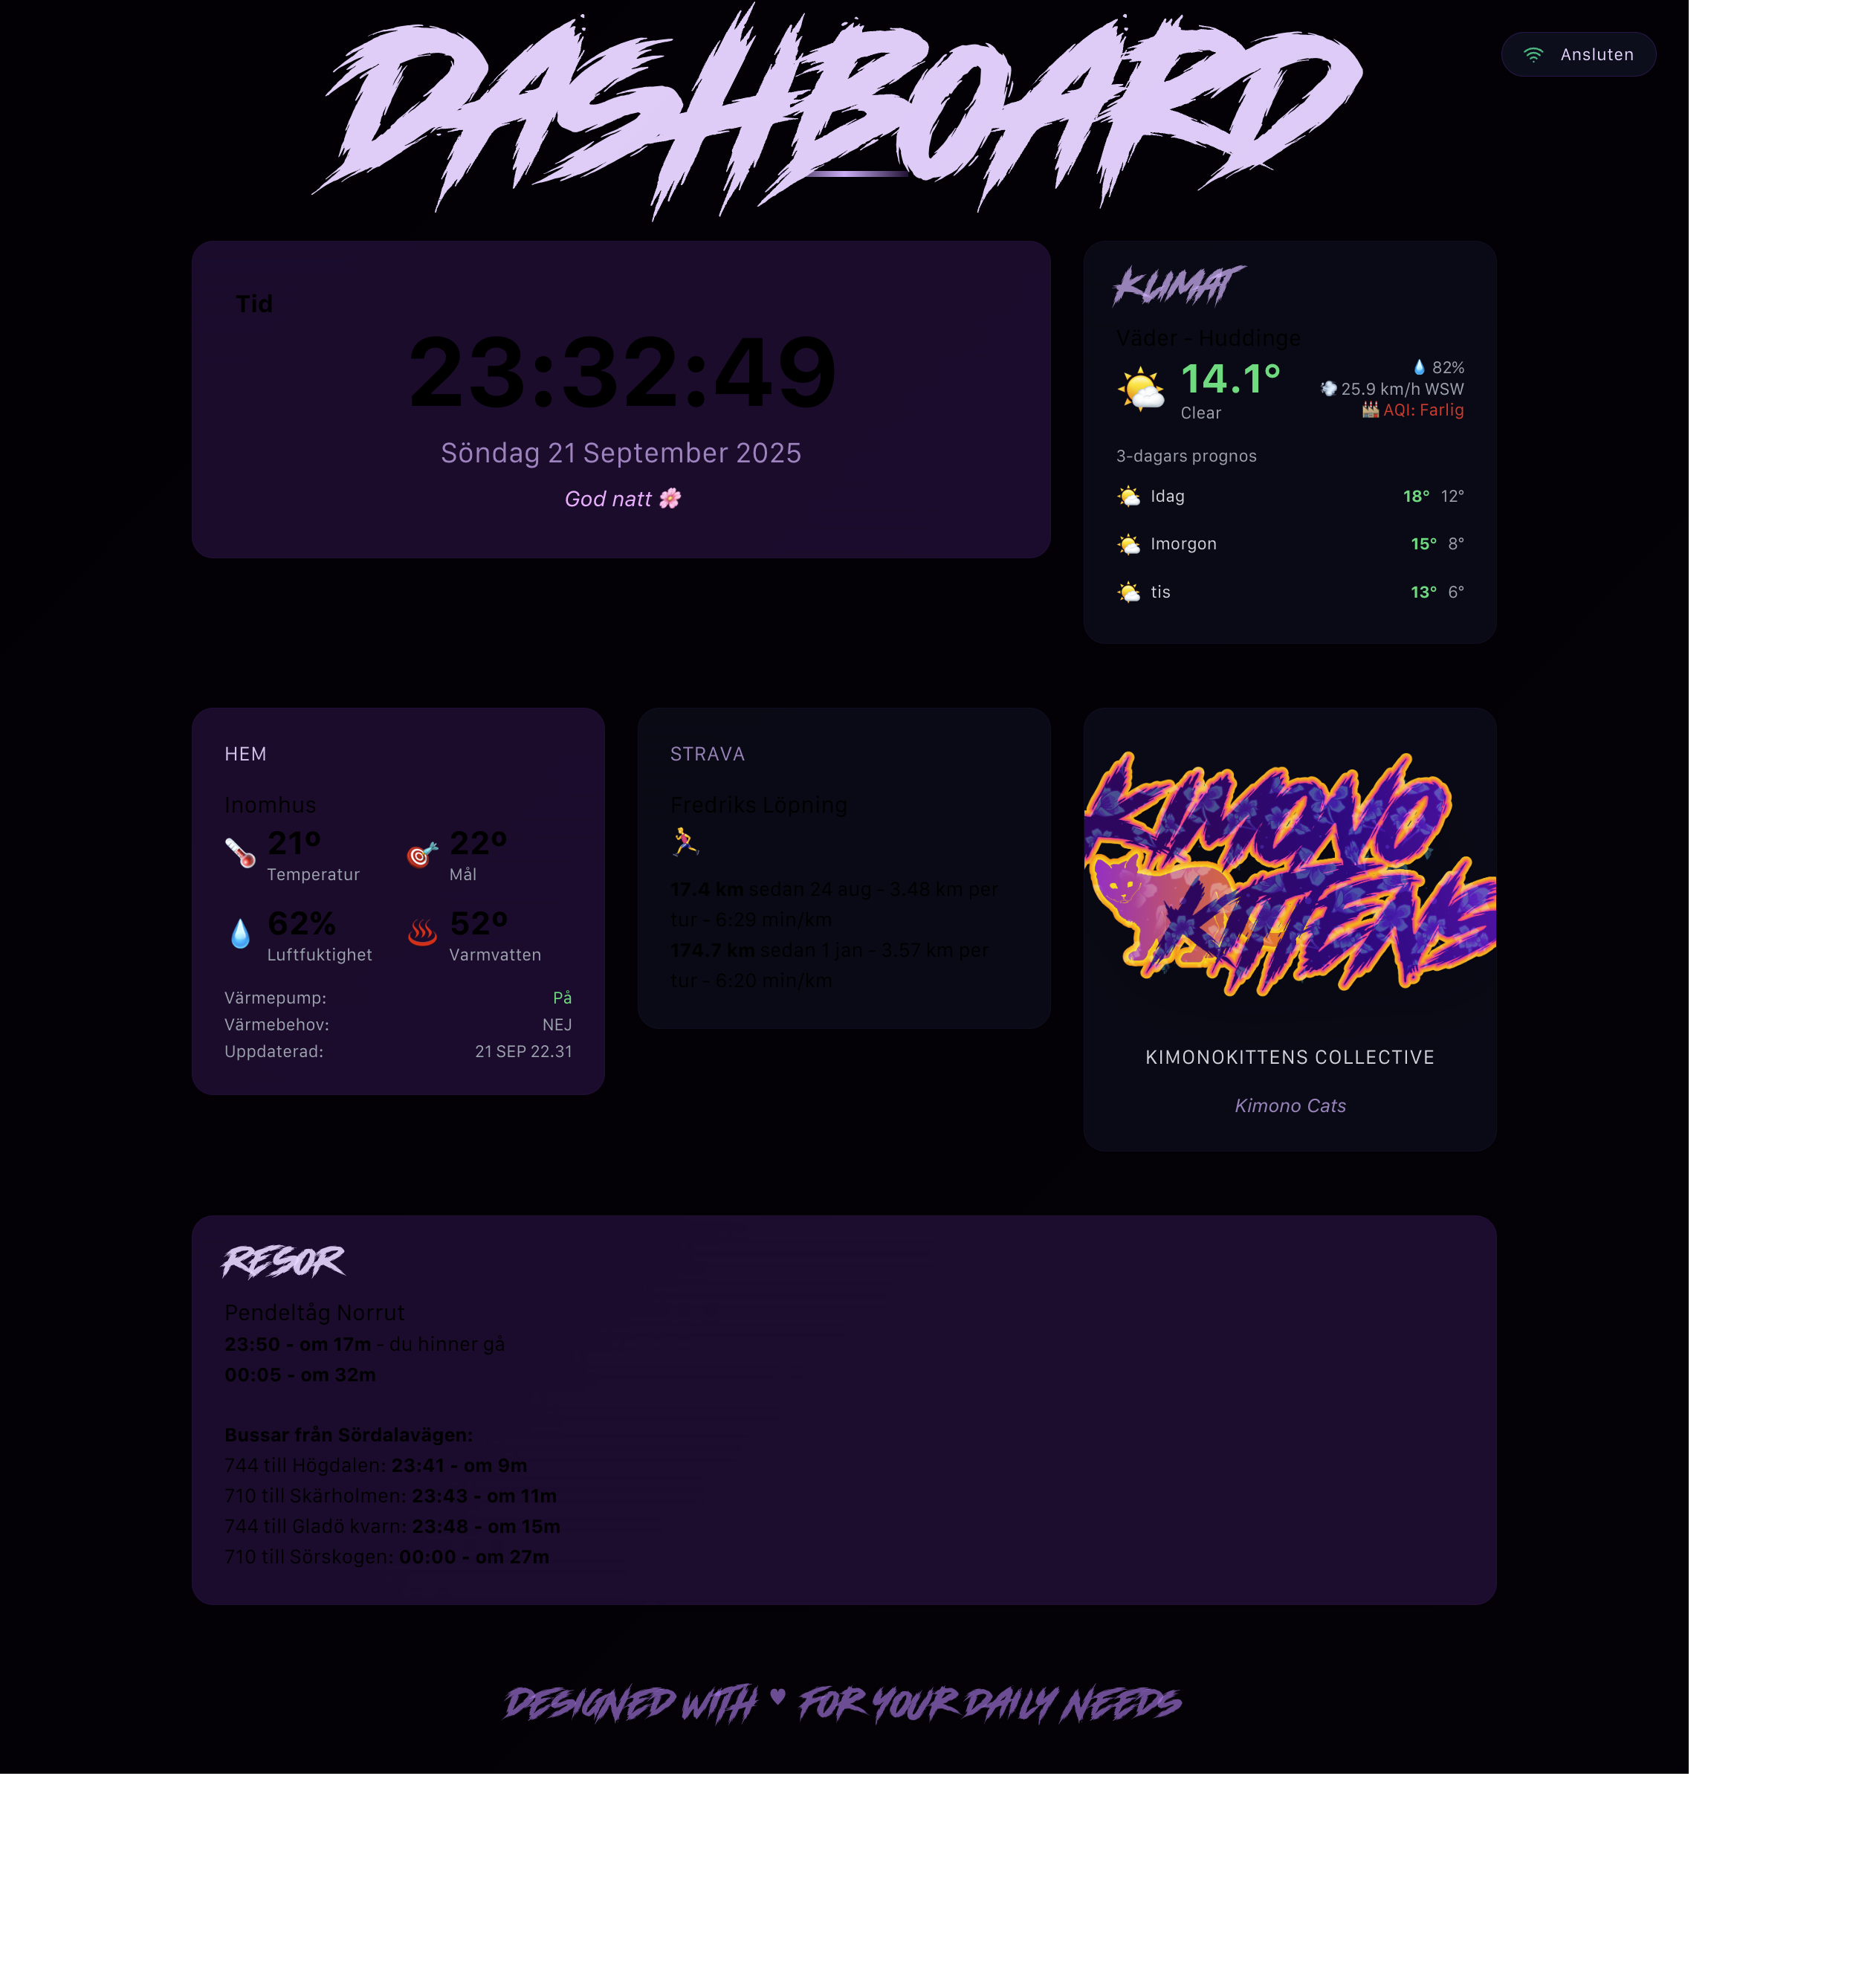 DASHBOARD
Ansluten
Tid
23:32:49
Söndag 21 September 2025
God natt 🌸
KLIMAT
Väder - Huddinge
14.1°
Clear
💧 82%
💨 25.9 km/h WSW
🏭 AQI: Farlig
3-dagars prognos
Idag 18° 12°
Imorgon 15° 8°
tis 13° 6°
HEM
Inomhus
21º
Temperatur
22º
Mål
62%
Luftfuktighet
52º
Varmvatten
Värmepump: På
Värmebehov: NEJ
Uppdaterad: 21 SEP 22.31
STRAVA
Fredriks Löpning
17.4 km sedan 24 aug - 3.48 km per
tur - 6:29 min/km
174.7 km sedan 1 jan - 3.57 km per
tur - 6:20 min/km
KIMONO
KITTENS
KIMONOKITTENS COLLECTIVE
Kimono Cats
RESOR
Pendeltåg Norrut
23:50 - om 17m - du hinner gå
00:05 - om 32m
Bussar från Sördalavägen:
744 till Högdalen: 23:41 - om 9m
710 till Skärholmen: 23:43 - om 11m
744 till Gladö kvarn: 23:48 - om 15m
710 till Sörskogen: 00:00 - om 27m
DESIGNED WITH ♥ FOR YOUR DAILY NEEDS